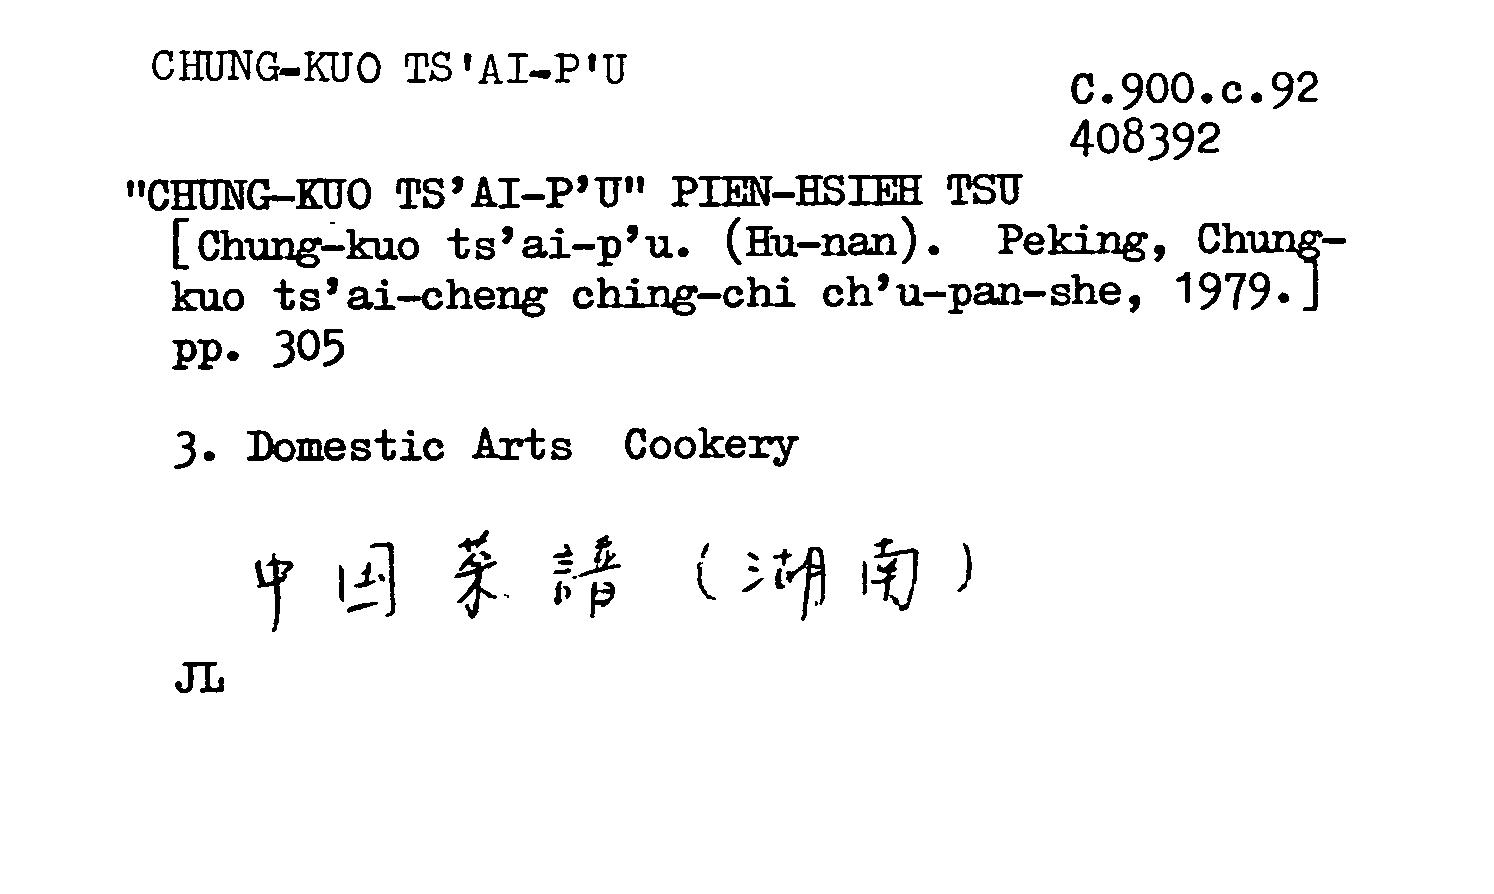 CHUNG-KUO TS'AI-P'U
C.900.c.92
408392
"CHUNG-KUO TS'AI-P'U" PIEN-HSIEH TSU
[Chung-kuo ts'ai-p'u. (Hu-nan).  Peking, Chung-
kuo ts'ai-cheng ching-chi ch'u-pan-she, 1979.]
pp. 305
3. Domestic Arts  Cookery
中国菜譜(湖南)
JL